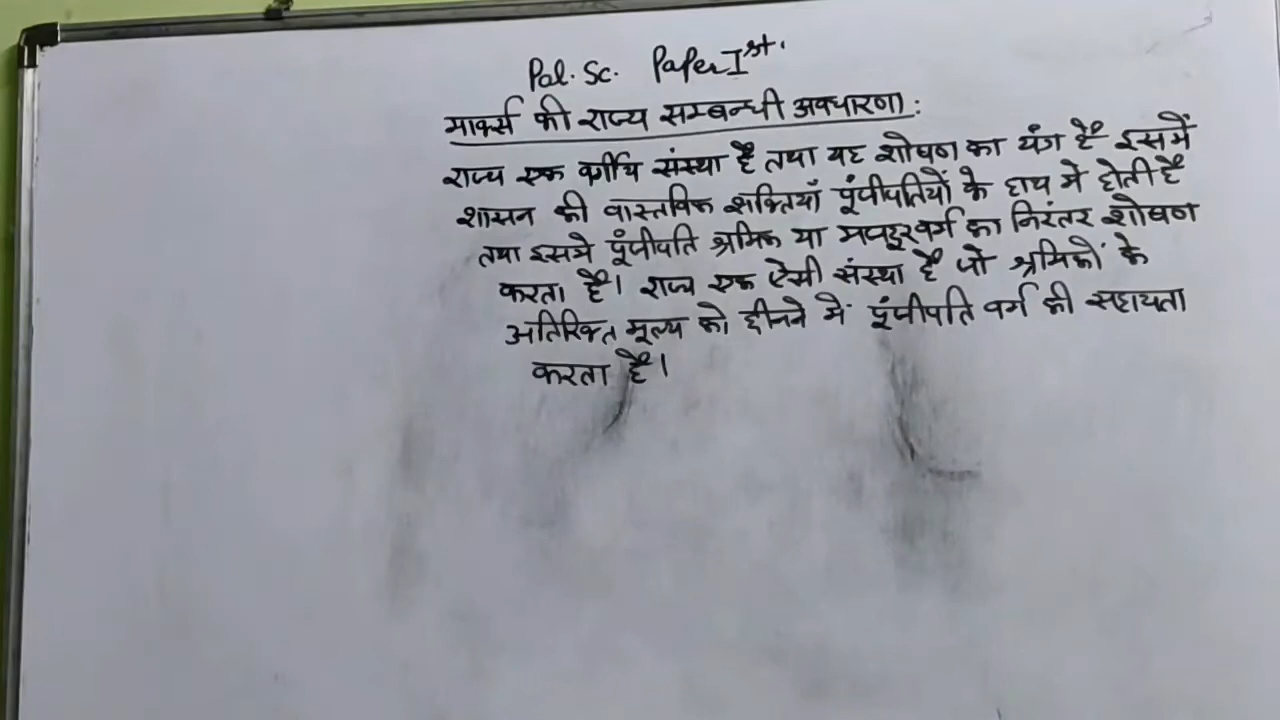 Pol. Sc. Paper Ist.
मार्क्स की राज्य सम्बन्धी अवधारणा :
राज्य एक वर्गीय संस्था है तथा यह शोषण का यंग है इसमें
शासन की वास्तविक शक्तियाँ पूंजीपतियों के हाथ में होती है
तथा इसमे पूंजीपति श्रमिक या मजदूरवर्ग का निरंतर शोषण
करता है। राज्य एक ऐसी संस्था है जो श्रमिकों के
अतिरिक्त मूल्य को छीनने में पूंजीपति वर्ग की सहायता
करता है।